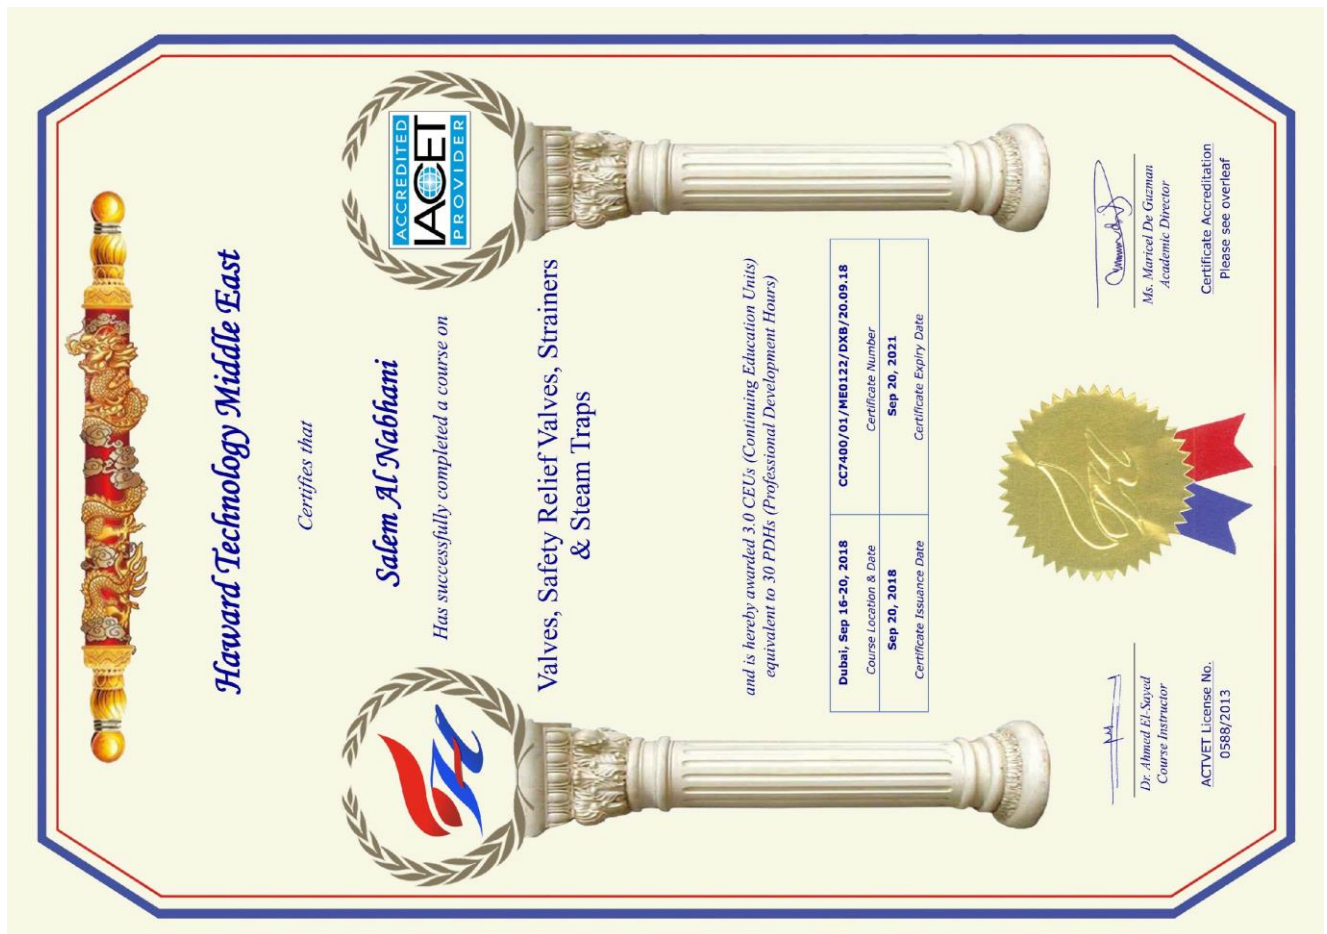 Haward Technology Middle East
Certifies that
Salem Al Nabhani
Has successfully completed a course on
ACCREDITED
IACET
PROVIDER
Valves, Safety Relief Valves, Strainers
& Steam Traps
and is hereby awarded 3.0 CEUs (Continuing Education Units)
equivalent to 30 PDHs (Professional Development Hours)
Dubai, Sep 16-20, 2018
Course Location & Date
CC7400/01/ME0122/DXB/20.09.18
Certificate Number
Sep 20, 2018
Certificate Issuance Date
Sep 20, 2021
Certificate Expiry Date
Dr. Ahmed El-Sayed
Course Instructor
Ms. Maricel De Guzman
Academic Director
ACTVET License No.
0588/2013
Certificate Accreditation
Please see overleaf